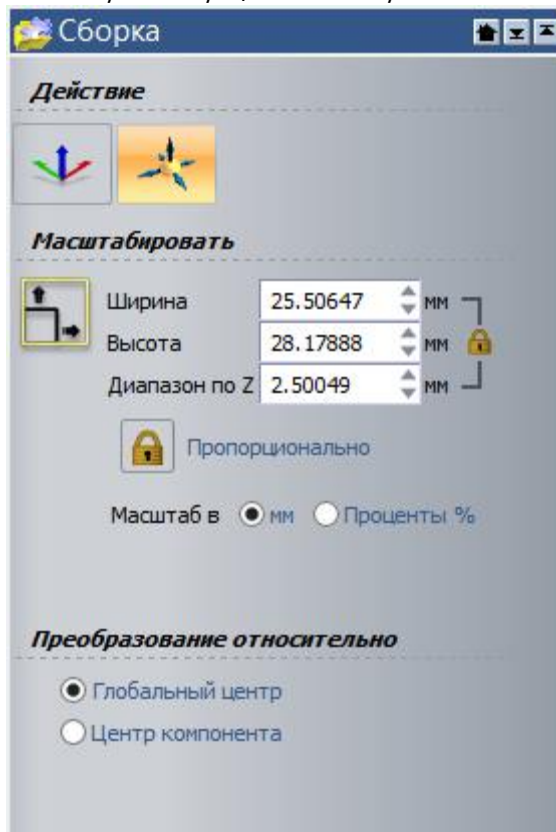 Сборка
Действие
Масштабировать
Ширина 25.50647 мм
Высота 28.17888 мм
Диапазон по Z 2.50049 мм
Пропорционально
Масштаб в мм Проценты %
Преобразование относительно
Глобальный центр
Центр компонента